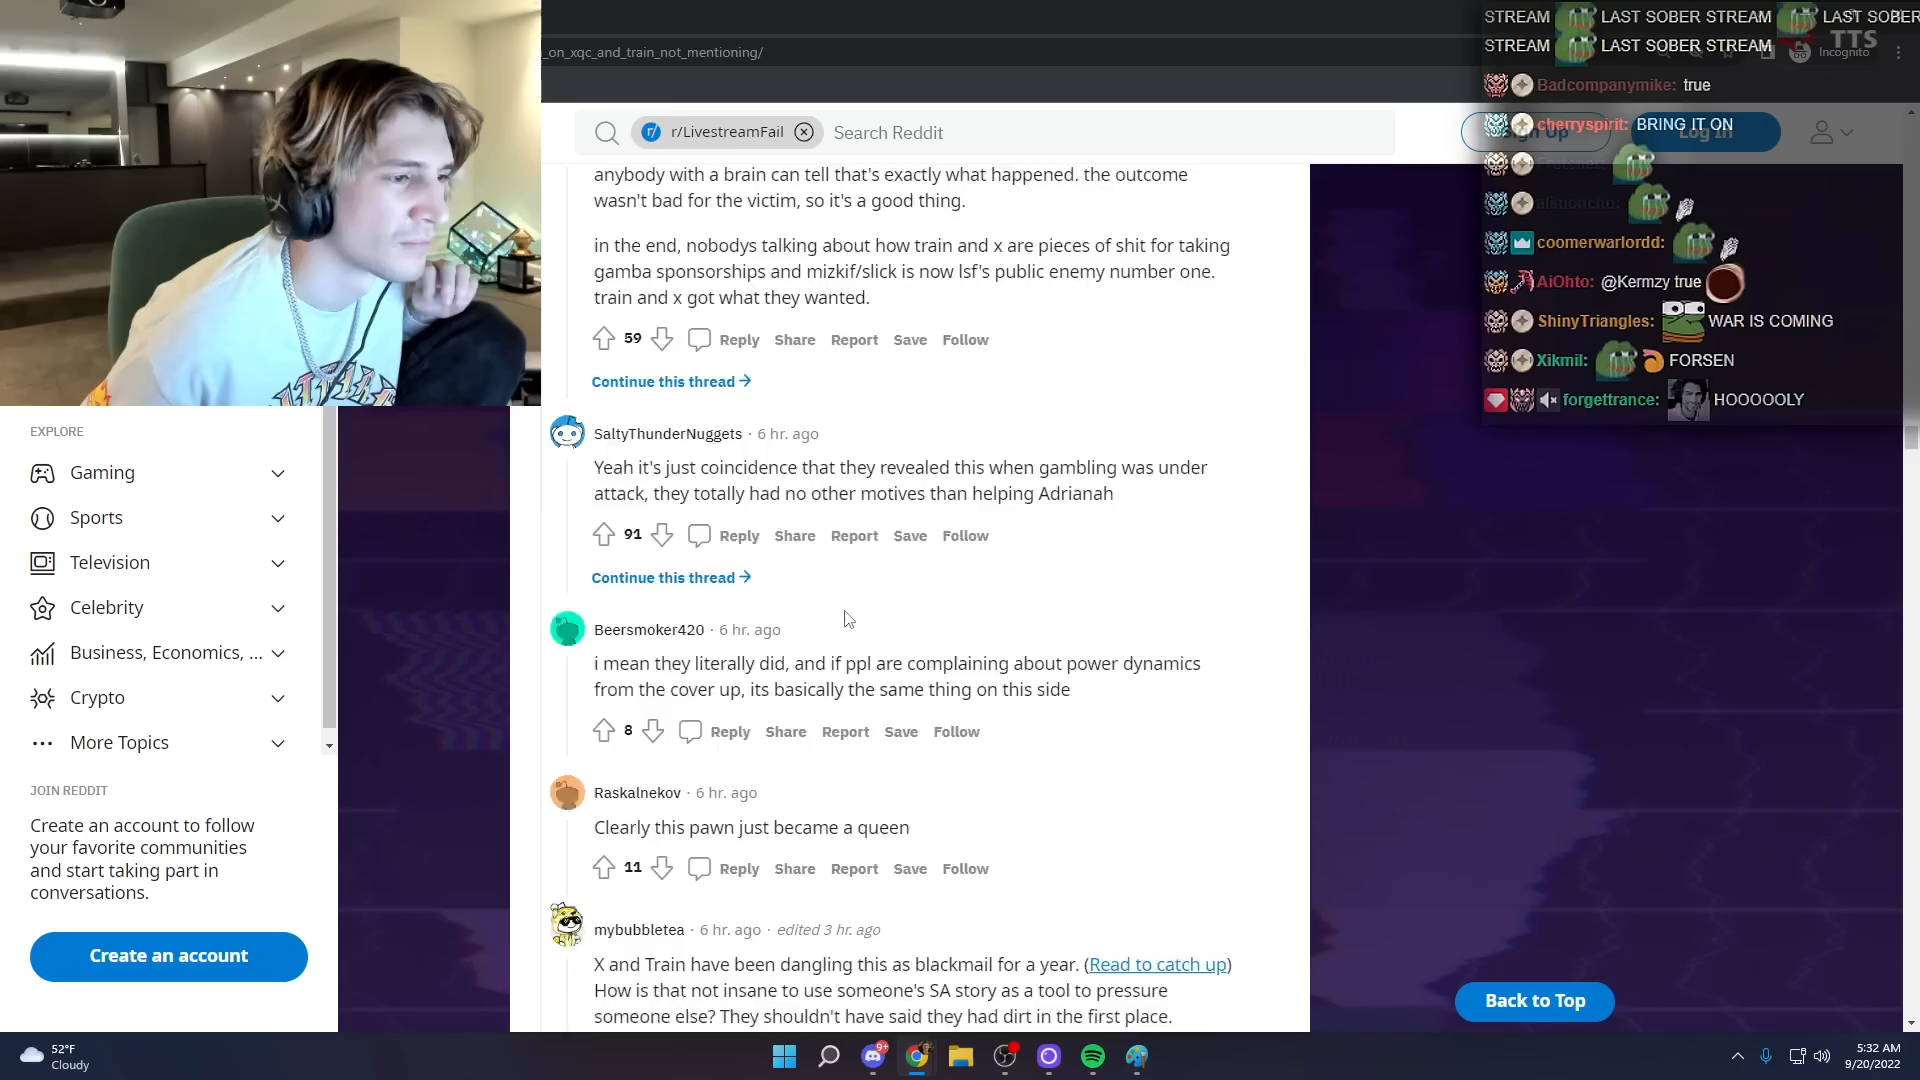 _on_xqc_and_train_not_mentioning/
Incognito
r/LivestreamFail
Search Reddit
Log In
anybody with a brain can tell that's exactly what happened. the outcome
wasn't bad for the victim, so it's a good thing.
in the end, nobodys talking about how train and x are pieces of shit for taking
gamba sponsorships and mizkif/slick is now lsf's public enemy number one.
train and x got what they wanted.
59 Reply Share Report Save Follow
Continue this thread
SaltyThunderNuggets · 6 hr. ago
Yeah it's just coincidence that they revealed this when gambling was under
attack, they totally had no other motives than helping Adrianah
91 Reply Share Report Save Follow
Continue this thread
Beersmoker420 · 6 hr. ago
i mean they literally did, and if ppl are complaining about power dynamics
from the cover up, its basically the same thing on this side
8 Reply Share Report Save Follow
Raskalnekov · 6 hr. ago
Clearly this pawn just became a queen
11 Reply Share Report Save Follow
mybubbletea · 6 hr. ago · edited 3 hr. ago
X and Train have been dangling this as blackmail for a year. (Read to catch up)
How is that not insane to use someone's SA story as a tool to pressure
someone else? They shouldn't have said they had dirt in the first place.
EXPLORE
Gaming
Sports
Television
Celebrity
Business, Economics, ...
Crypto
More Topics
JOIN REDDIT
Create an account to follow
your favorite communities
and start taking part in
conversations.
Create an account
STREAM LAST SOBER STREAM LAST SOBER
STREAM LAST SOBER STREAM TTS
Badcompanymike: true
cherryspirit: BRING IT ON
coomerwarlordd:
AiOhto: @Kermzy true
ShinyTriangles: WAR IS COMING
Xikmil: FORSEN
forgettrance: HOOOOOLY
Back to Top
52°F
Cloudy
9+
5:32 AM
9/20/2022